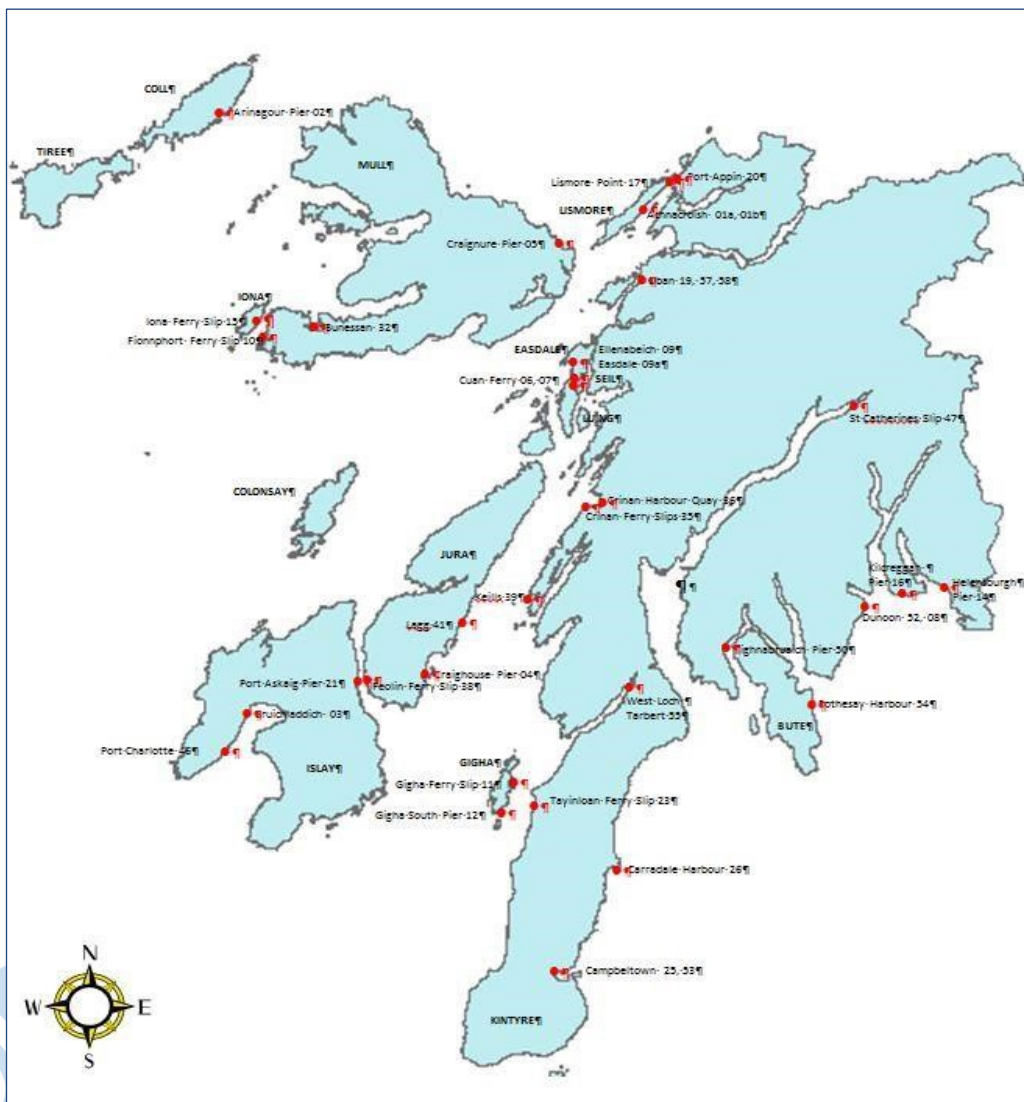 COLL¶
Arinagour·Pier·02¶
TIREE¶
MULL¶
Port·Appin·20¶
Lismore·Point·17¶
LISMORE¶
Achnacroish·01a,·01b¶
Craignure·Pier·05¶
Oban·19,·57,·58¶
IONA¶
Iona·Ferry·Slip·15¶
Bunessan·32¶
Fionnphort·Ferry·Slip·10¶
EASDALE¶
Ellenabeich·09¶
Easdale·09a¶
Cuan·Ferry·06,·07¶
SEIL¶
LUING¶
St·Catherines·Slip·47¶
COLONSAY¶
Crinan·Harbour·Quay·36¶
Crinan·Ferry·Slips·35¶
JURA¶
Kilcreggan·¶
Pier·16¶
Helensburgh¶
Pier·14¶
Keills·39¶
Dunoon·52,·08¶
Lagg·41¶
Tighnabruaich·Pier·50¶
Craighouse·Pier·04¶
Port·Askaig·Pier·21¶
Feolin·Ferry·Slip·38¶
West·Loch·¶
Tarbert·55¶
Rothesay·Harbour·54¶
Bruichladdich·03¶
BUTE¶
Port·Charlotte·46¶
GIGHA¶
ISLAY¶
Gigha·Ferry·Slip·11¶
Tayinloan·Ferry·Slip·23¶
Gigha·South·Pier·12¶
Carradale·Harbour·26¶
Campbeltown·25,·53¶
KINTYRE¶
N
W
E
S